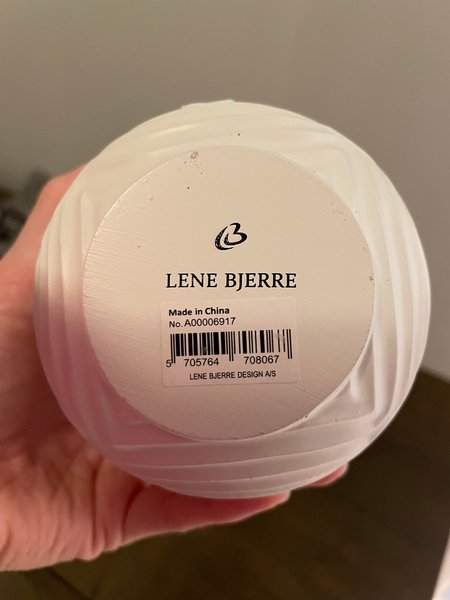 LENE BJERRE
Made in China
No. A00006917
5 705764 708067
LENE BJERRE DESIGN A/S